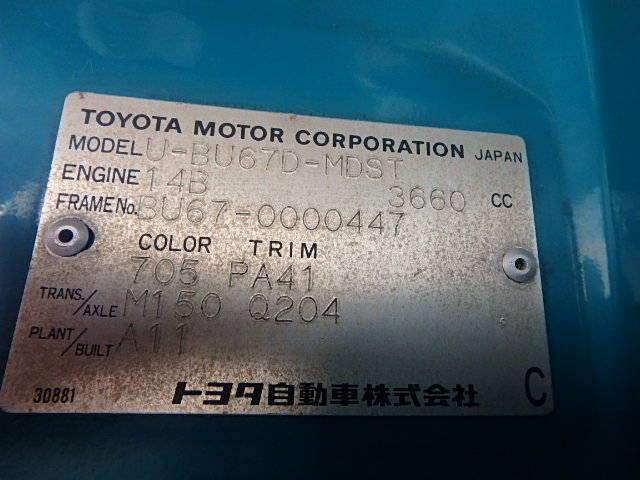 TOYOTA MOTOR CORPORATION JAPAN
MODEL U-BU67D-MDST
ENGINE 14B 3660 CC
FRAME No. BU67-0000447
COLOR TRIM
705 PA41
TRANS./AXLE M150 Q204
PLANT/BUILT A11
30881 トヨタ自動車株式会社 C